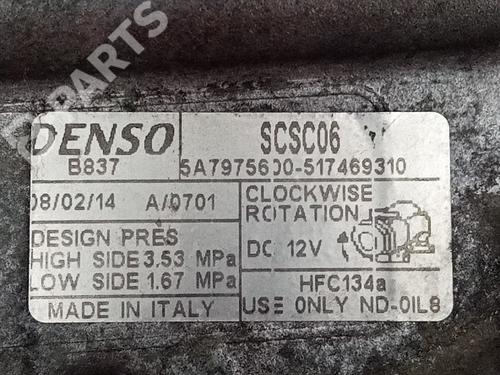 PARTS
DENSO
SCSC06
B837
5A7975600-517469310
08/02/14 A/0701
CLOCKWISE
ROTATION
DESIGN PRES
HIGH SIDE 3.53 MPa
DC 12V
LOW SIDE 1.67 MPa
HFC134a
MADE IN ITALY
USE ONLY ND-OIL8